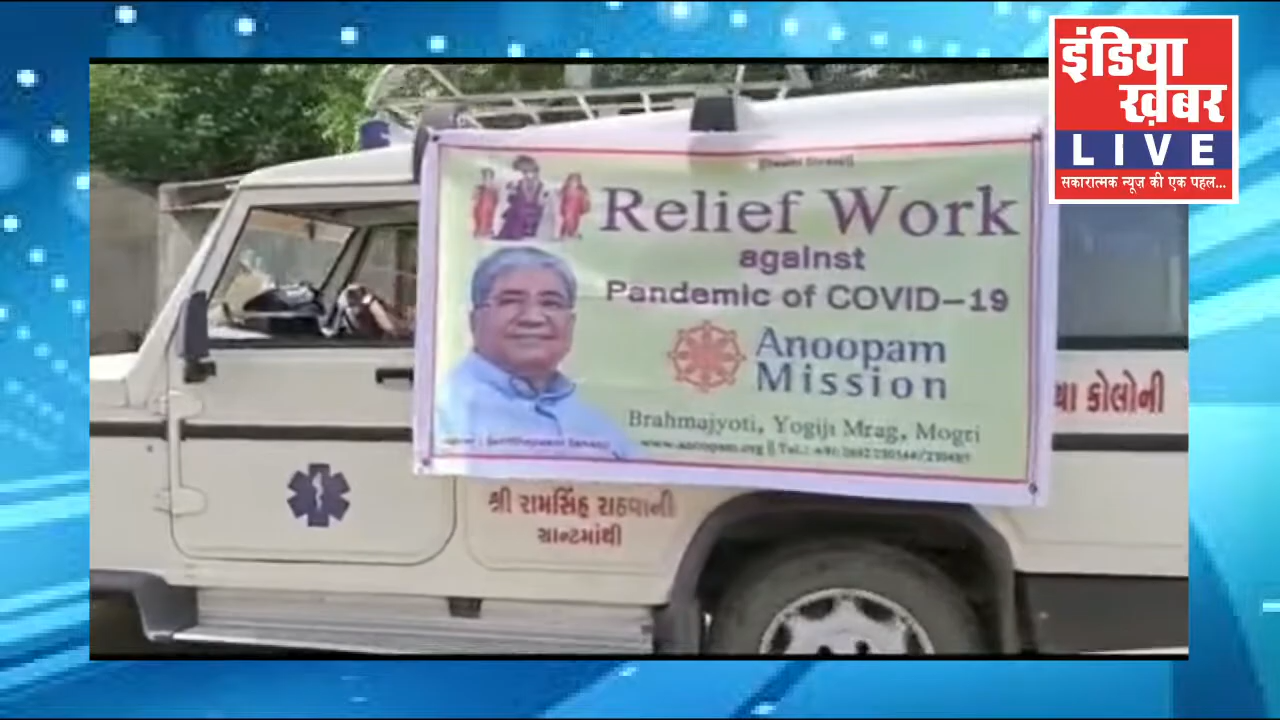 इंडिया
ख़बर
LIVE
सकारात्मक न्यूज की एक पहल...
Relief Work
against
Pandemic of COVID-19
Anoopam
Mission
Brahmajyoti, Yogiji Mrag, Mogri
www.anoopam.org || Tel.:
કોલોની
શ્રી રામસિંહ રાઠવાની
ગ્રાન્ટમાંથી